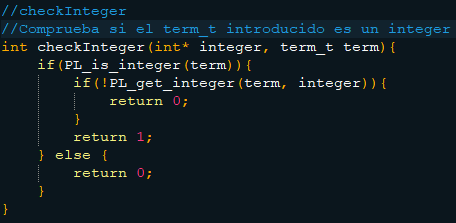 //checkInteger
//Comprueba si el term_t introducido es un integer
int checkInteger(int* integer, term_t term){
    if(PL_is_integer(term)){
        if(!PL_get_integer(term, integer)){
            return 0;
        }
        return 1;
    } else {
        return 0;
    }
}